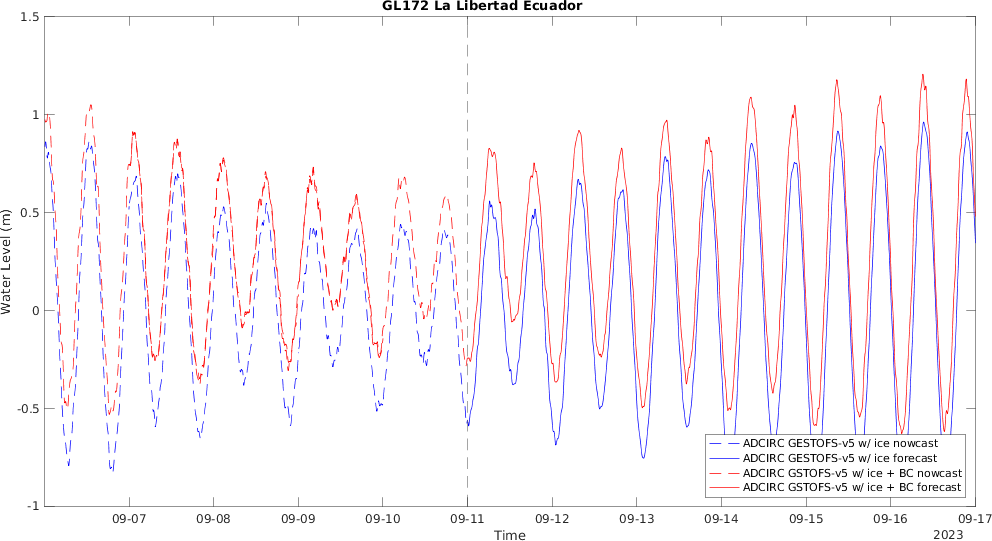 GL172 La Libertad Ecuador
1.5
1
0.5
0
-0.5
-1
Water Level (m)
09-07 09-08 09-09 09-10 09-11 09-12 09-13 09-14 09-15 09-16 09-17
Time
2023
ADCIRC GESTOFS-v5 w/ ice nowcast
ADCIRC GESTOFS-v5 w/ ice forecast
ADCIRC GSTOFS-v5 w/ ice + BC nowcast
ADCIRC GSTOFS-v5 w/ ice + BC forecast